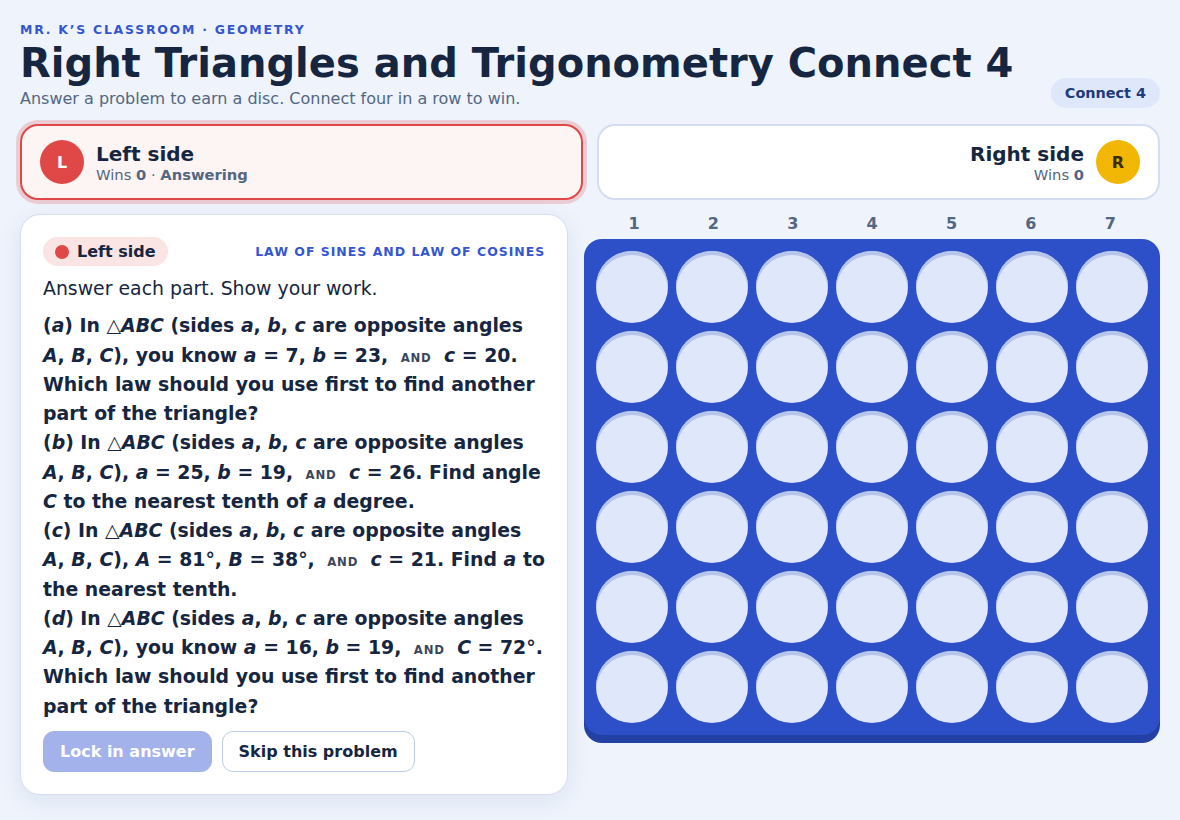 MR. K’S CLASSROOM · GEOMETRY
Right Triangles and Trigonometry Connect 4
Answer a problem to earn a disc. Connect four in a row to win.
Connect 4
L
Left side
Wins 0 · Answering
Right side
Wins 0
R
Left side
LAW OF SINES AND LAW OF COSINES
Answer each part. Show your work.
(a) In △ABC (sides a, b, c are opposite angles
A, B, C), you know a = 7, b = 23, AND c = 20.
Which law should you use first to find another
part of the triangle?
(b) In △ABC (sides a, b, c are opposite angles
A, B, C), a = 25, b = 19, AND c = 26. Find angle
C to the nearest tenth of a degree.
(c) In △ABC (sides a, b, c are opposite angles
A, B, C), A = 81°, B = 38°, AND c = 21. Find a to
the nearest tenth.
(d) In △ABC (sides a, b, c are opposite angles
A, B, C), you know a = 16, b = 19, AND C = 72°.
Which law should you use first to find another
part of the triangle?
Lock in answer
Skip this problem
1 2 3 4 5 6 7